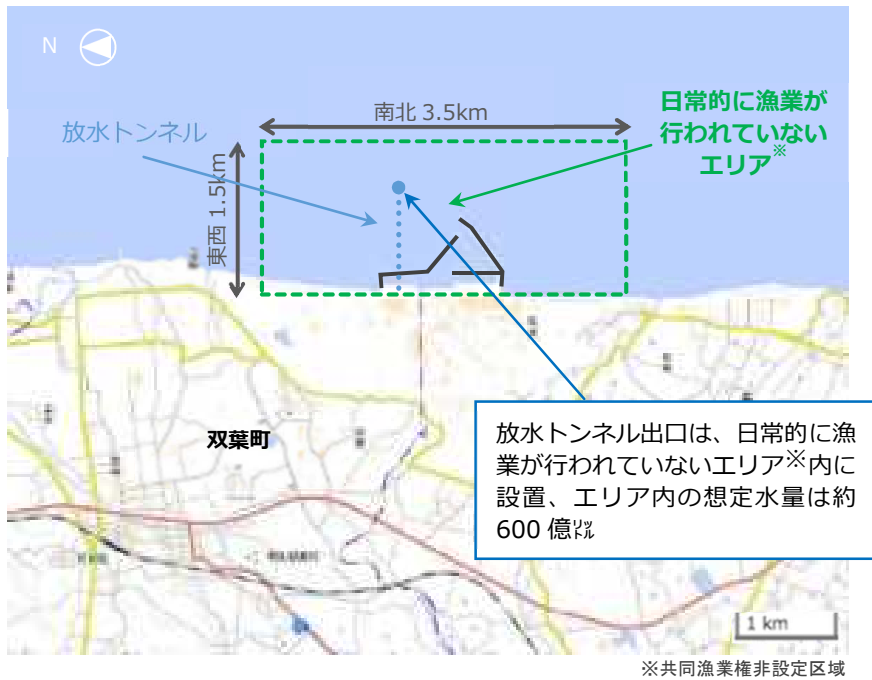 N
南北 3.5km
日常的に漁業が
行われていない
エリア※
放水トンネル
東西 1.5km
双葉町
放水トンネル出口は、日常的に漁
業が行われていないエリア※内に
設置、エリア内の想定水量は約
600 億㍑
1 km
※共同漁業権非設定区域